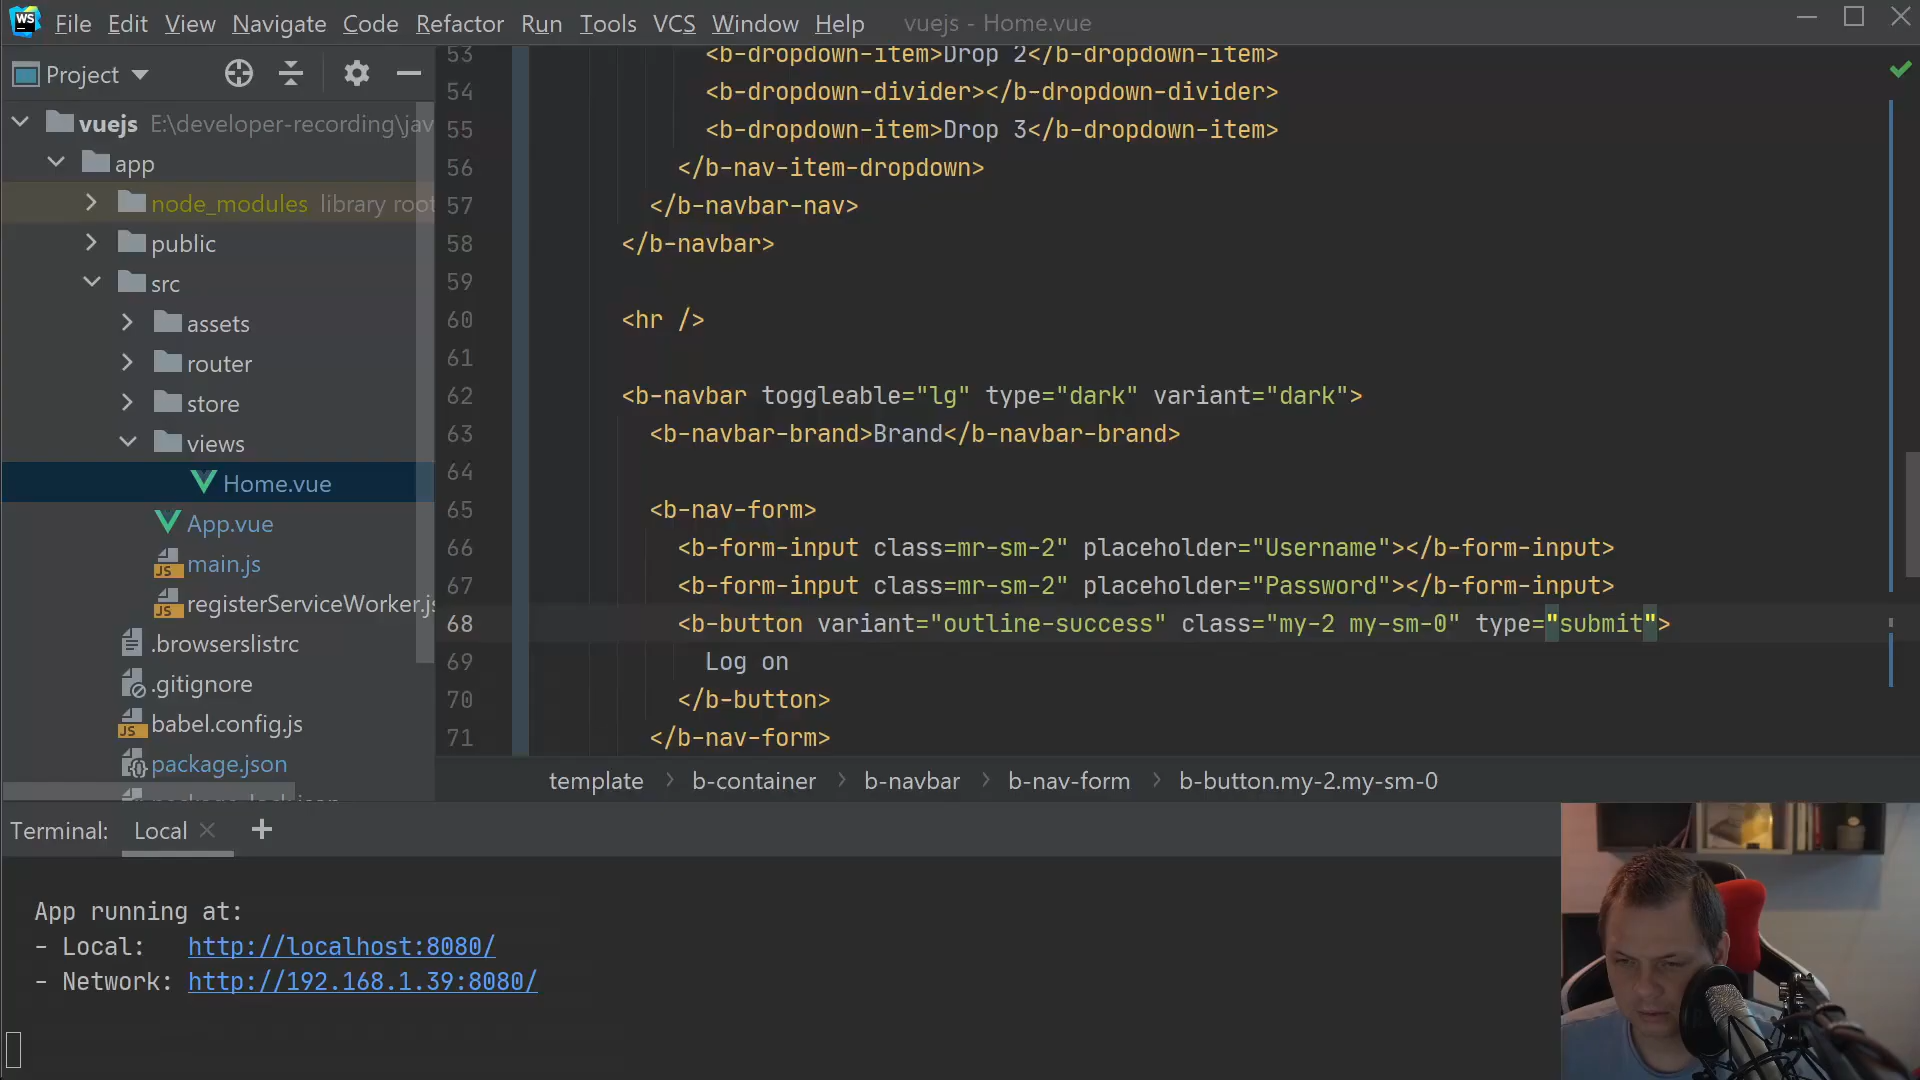 WS File Edit View Navigate Code Refactor Run Tools VCS Window Help vuejs - Home.vue
Project
vuejs E:\developer-recording\jav
app
node_modules library root
public
src
assets
router
store
views
Home.vue
App.vue
JS main.js
JS registerServiceWorker.js
.browserslistrc
.gitignore
JS babel.config.js
package.json
53 <b-dropdown-item>Drop 2</b-dropdown-item>
54 <b-dropdown-divider></b-dropdown-divider>
55 <b-dropdown-item>Drop 3</b-dropdown-item>
56 </b-nav-item-dropdown>
57 </b-navbar-nav>
58 </b-navbar>
59
60 <hr />
61
62 <b-navbar toggleable="lg" type="dark" variant="dark">
63 <b-navbar-brand>Brand</b-navbar-brand>
64
65 <b-nav-form>
66 <b-form-input class=mr-sm-2" placeholder="Username"></b-form-input>
67 <b-form-input class=mr-sm-2" placeholder="Password"></b-form-input>
68 <b-button variant="outline-success" class="my-2 my-sm-0" type="submit">
69 Log on
70 </b-button>
71 </b-nav-form>
template b-container b-navbar b-nav-form b-button.my-2.my-sm-0
Terminal: Local
App running at:
- Local: http://localhost:8080/
- Network: http://192.168.1.39:8080/